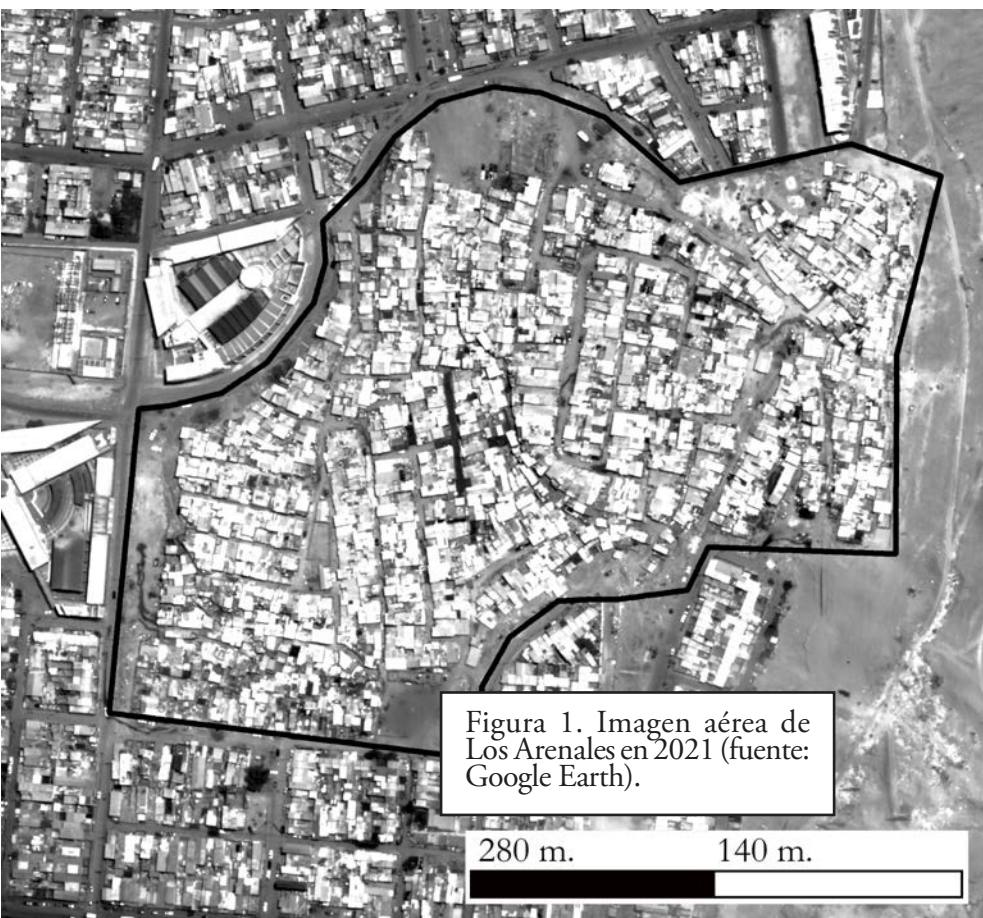 Figura 1. Imagen aérea de
Los Arenales en 2021 (fuente:
Google Earth).
280 m. 140 m.